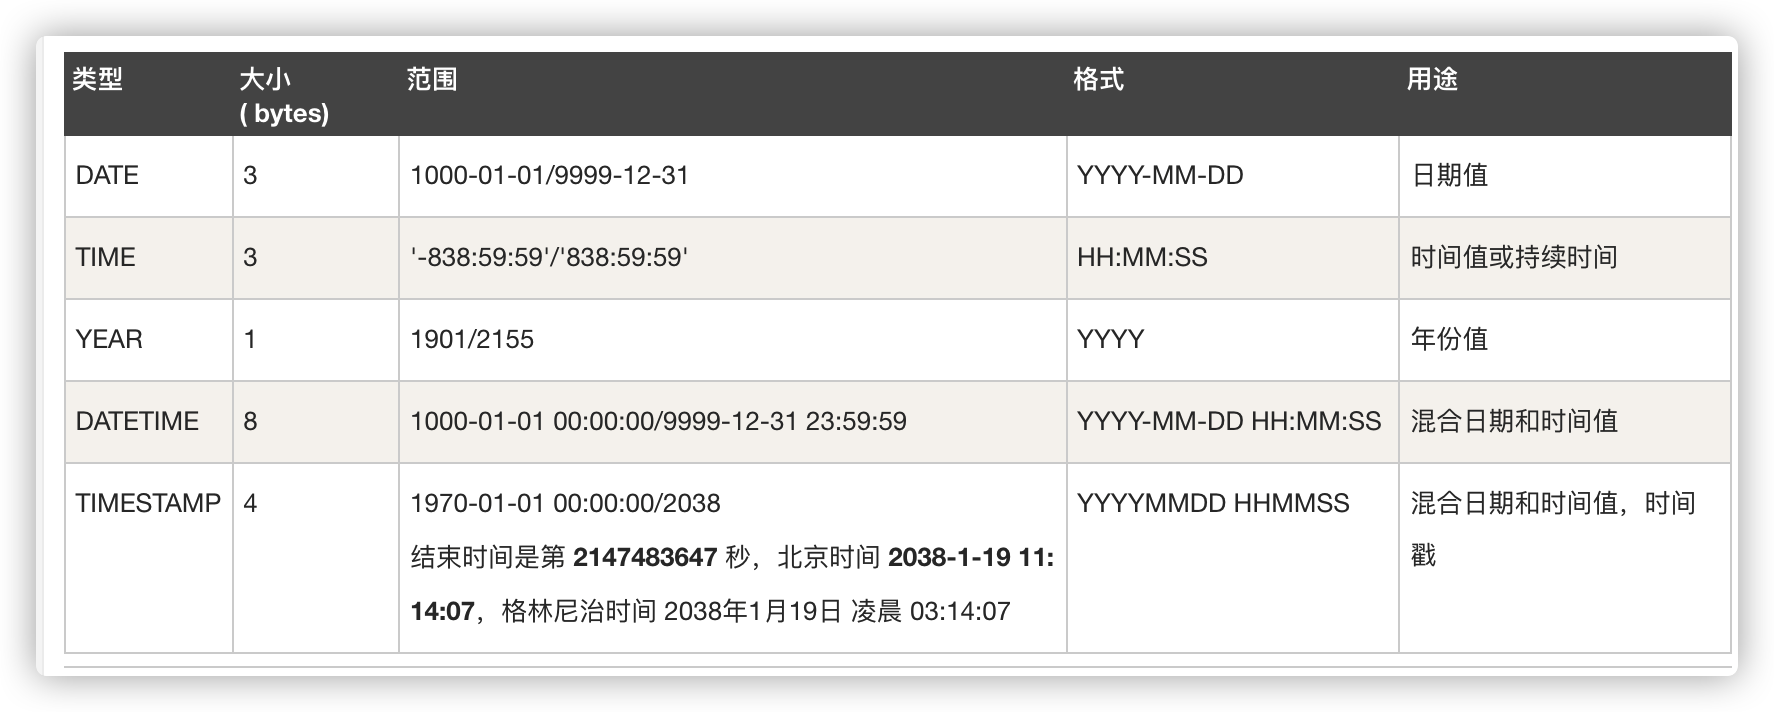 类型 大小 范围 格式 用途
( bytes)
DATE 3 1000-01-01/9999-12-31 YYYY-MM-DD 日期值
TIME 3 '-838:59:59'/'838:59:59' HH:MM:SS 时间值或持续时间
YEAR 1 1901/2155 YYYY 年份值
DATETIME 8 1000-01-01 00:00:00/9999-12-31 23:59:59 YYYY-MM-DD HH:MM:SS 混合日期和时间值
TIMESTAMP 4 1970-01-01 00:00:00/2038 YYYYMMDD HHMMSS 混合日期和时间值，时间
结束时间是第 2147483647 秒，北京时间 2038-1-19 11: 戳
14:07，格林尼治时间 2038年1月19日 凌晨 03:14:07